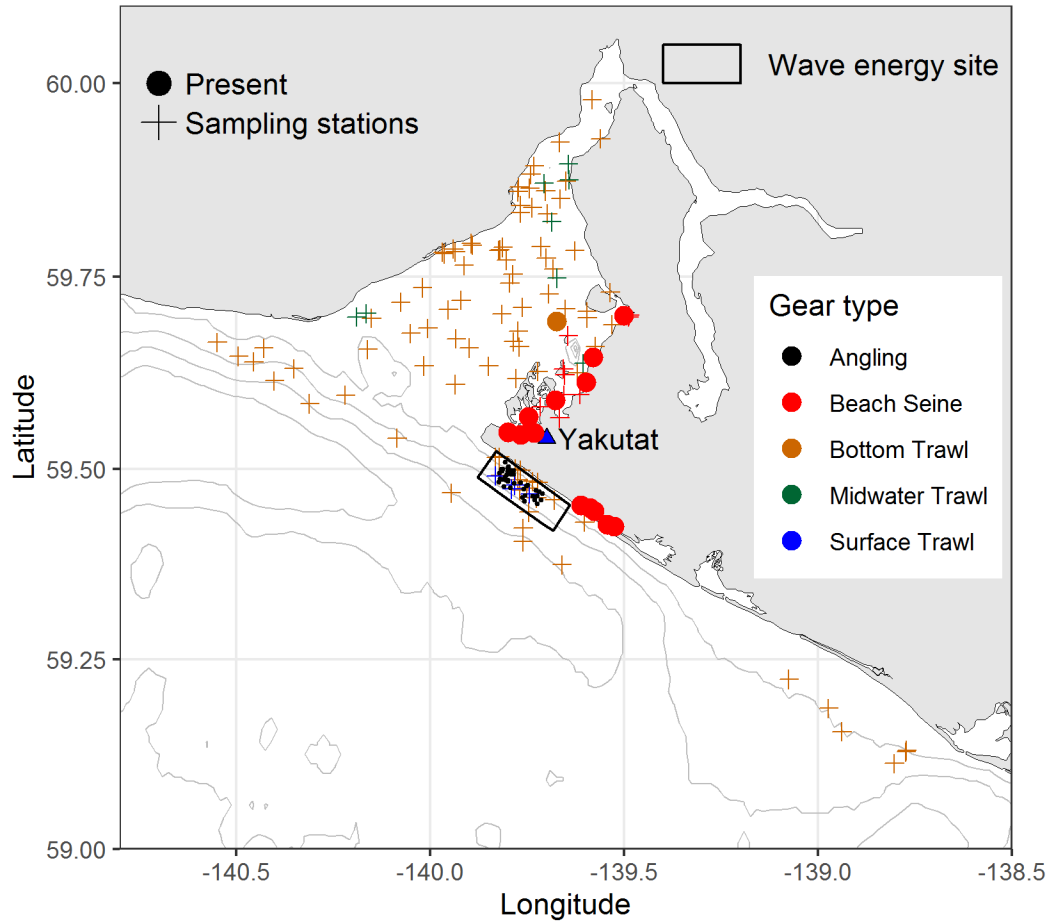 Present
Sampling stations
Wave energy site
Gear type
Angling
Beach Seine
Bottom Trawl
Midwater Trawl
Surface Trawl
Yakutat
Latitude
60.00
59.75
59.50
59.25
59.00
-140.5
-140.0
-139.5
-139.0
-138.5
Longitude